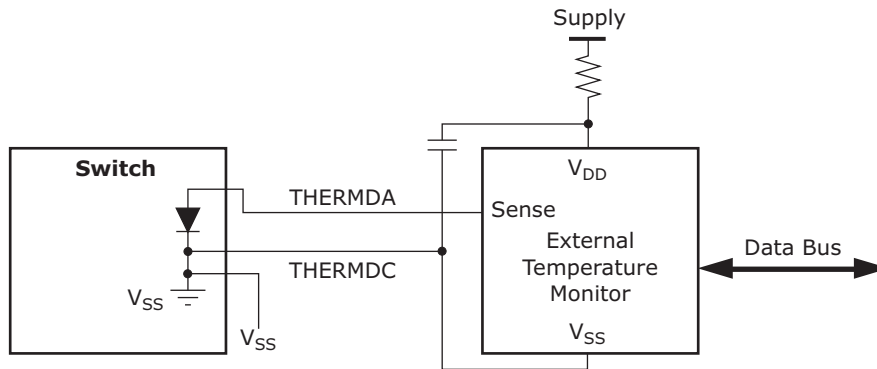 Supply
Switch
V_DD
THERMDA
Sense
External
Temperature
Monitor
Data Bus
THERMDC
V_SS
V_SS
V_SS